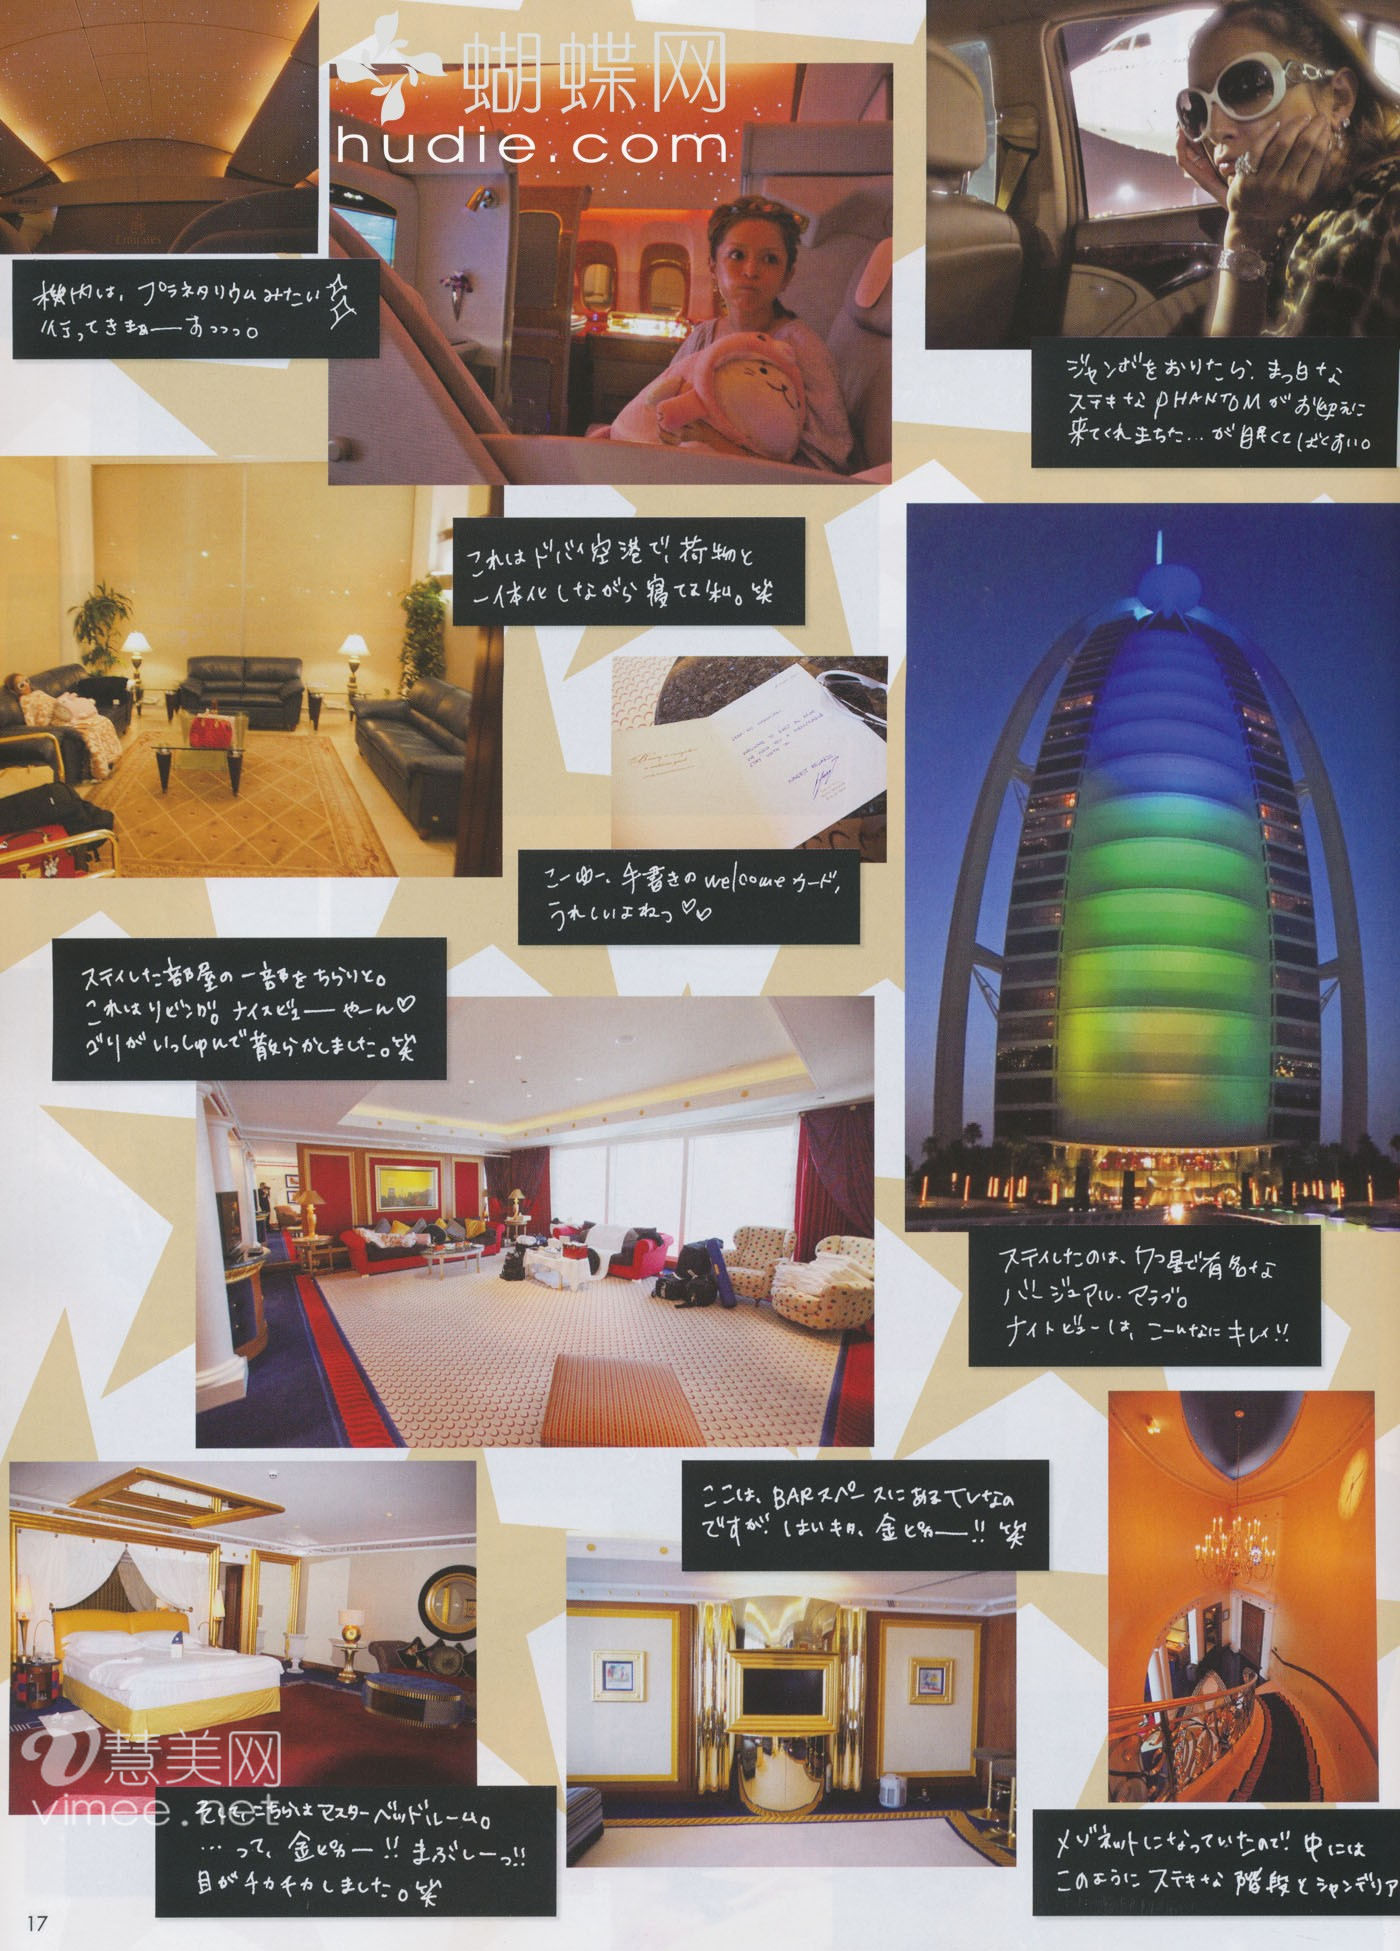 蝴蝶网
hudie.com
Emirates
機内は、プラネタリウムみたい
行ってきまぁーすっっっ。
ジャンボをおりたら、まっ白な
ステキなPHANTOMがお迎えに
来てくれまちた…が眠くてばくすい。
これはドバイ空港で、荷物と
一体化しながら寝てる私。笑
WELCOME TO BURJ AL ARAB
KINDEST REGARDS
こーゆー、手書きのwelcomeカード、
うれしいよねっ♡♡
ステイした部屋の一部をちらりと。
これはリビング。ナイスビューやーん♡
いっしゅんで散らかしました。笑
ステイしたのは、7つ星で有名な
バージュアル・アラブ。
ナイトビューは、こーんなにキレイ!!
ここは、BARスペースにあるTVなの
ですが、はいキタ、金ピカー!!笑
そして、こちらはマスターベッドルーム。
…って、金ピカー!!まぶしーっ!!
目がチカチカしました。笑
メゾネットになっていたので!中には
このようにステキな階段とシャンデリア
慧美网
vimee.net
17